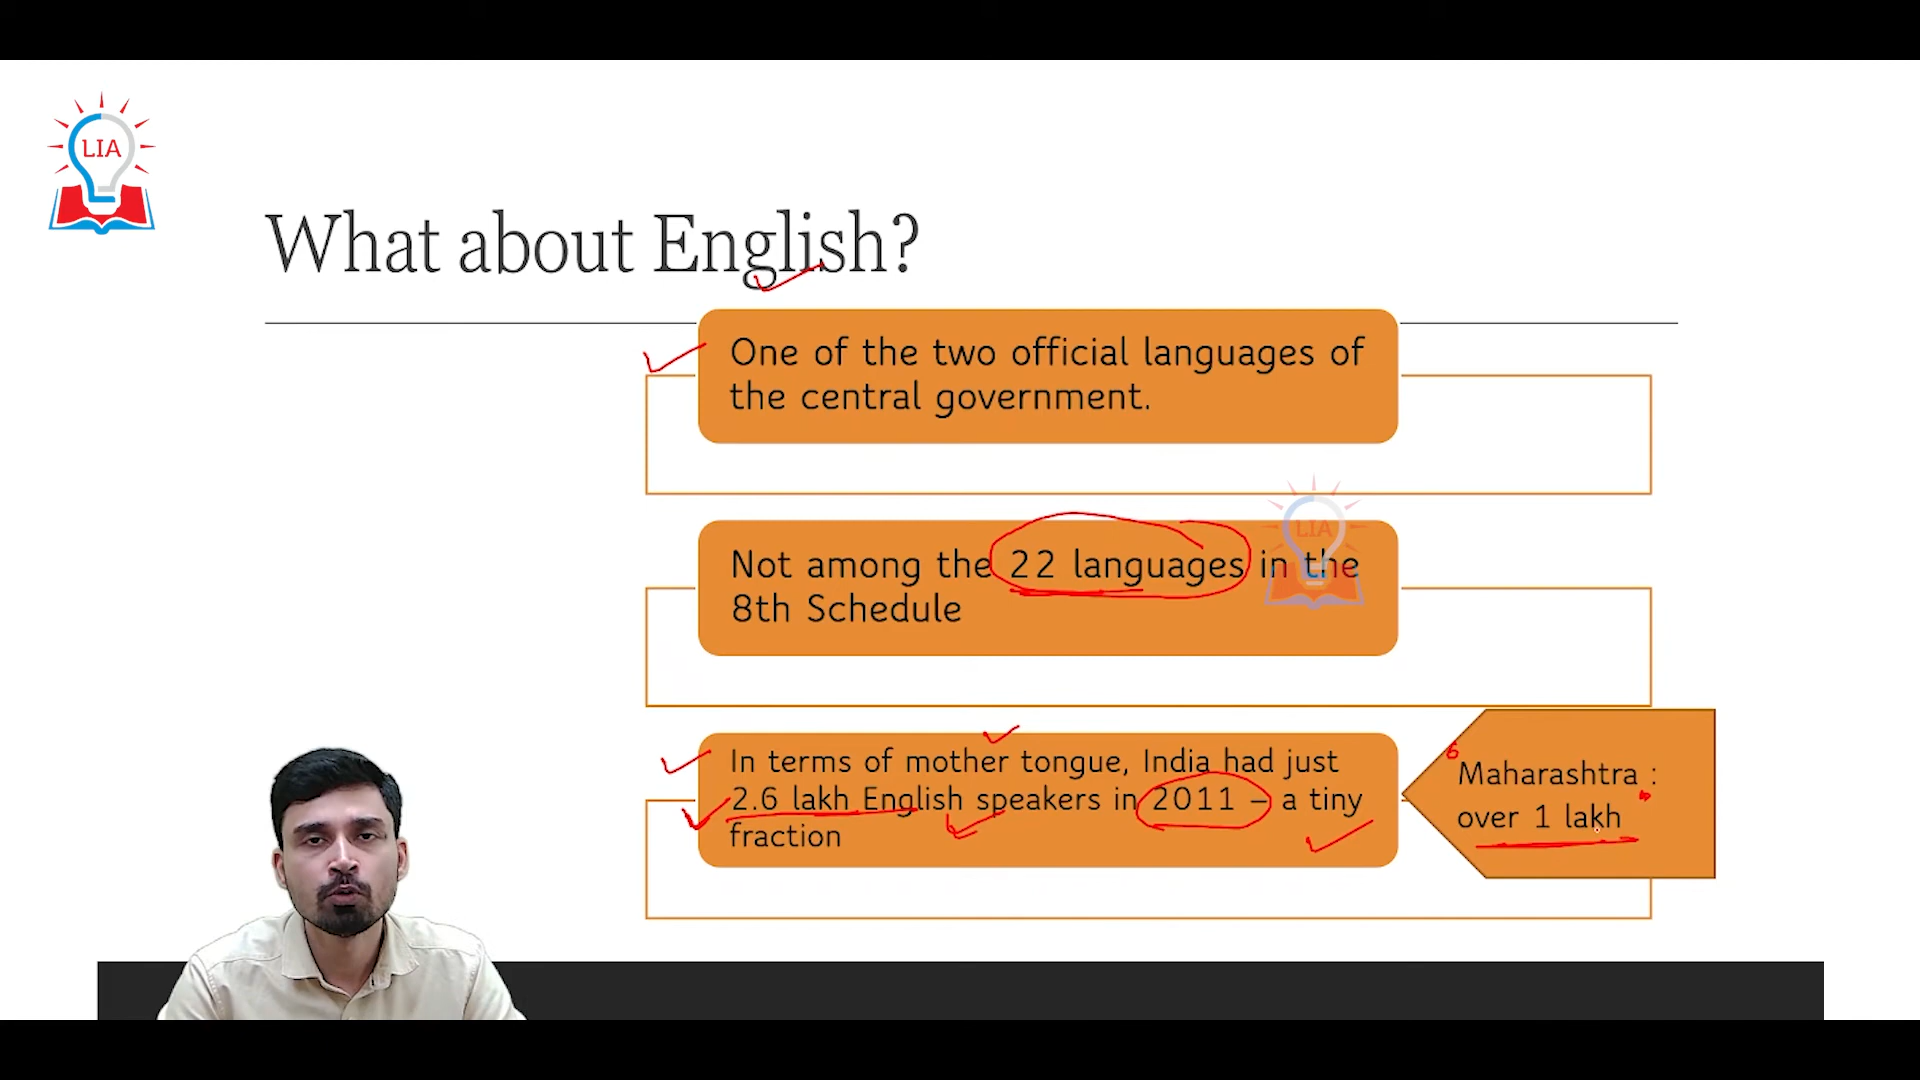 LIA
What about English?
One of the two official languages of
the central government.
LIA
Not among the 22 languages in the
8th Schedule
In terms of mother tongue, India had just
2.6 lakh English speakers in 2011 – a tiny
fraction
Maharashtra :
over 1 lakh